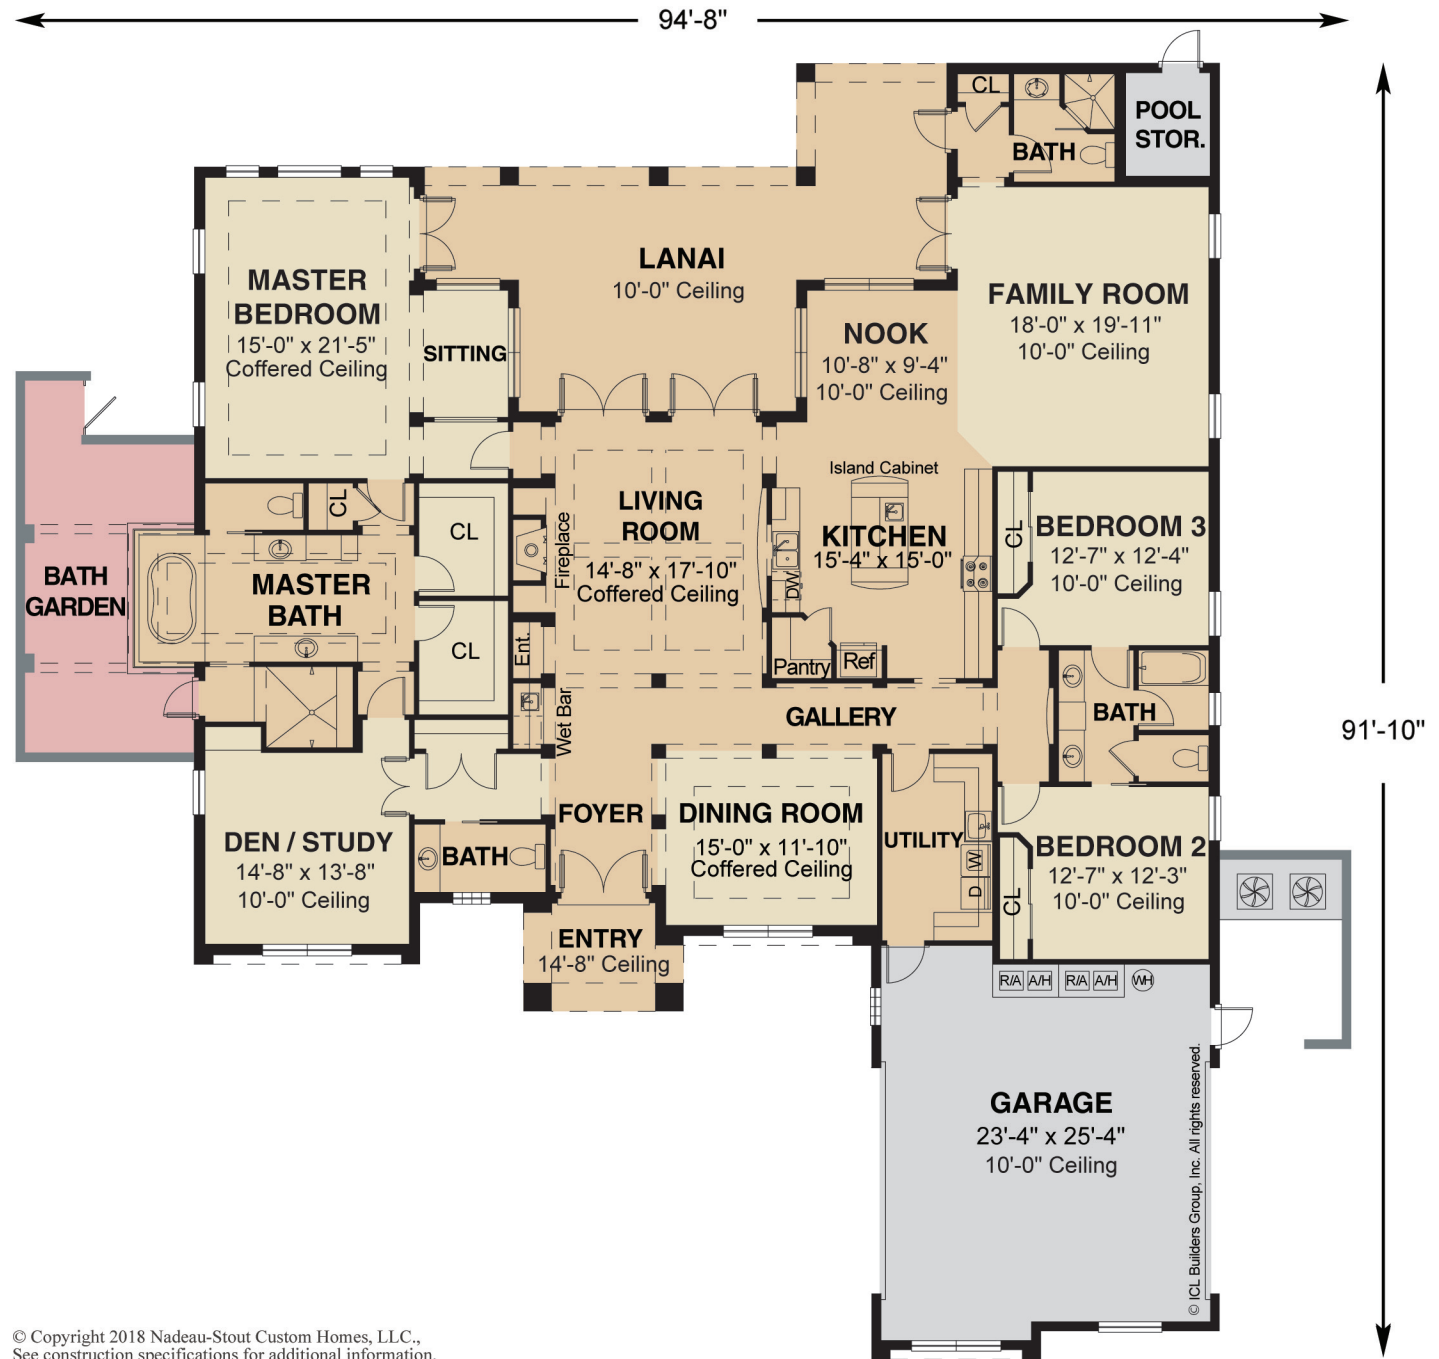 94'-8"
CL
POOL
STOR.
BATH
LANAI
10'-0" Ceiling
MASTER
BEDROOM
15'-0" x 21'-5"
Coffered Ceiling
SITTING
NOOK
10'-8" x 9'-4"
10'-0" Ceiling
FAMILY ROOM
18'-0" x 19'-11"
10'-0" Ceiling
Island Cabinet
CL
CL
LIVING
ROOM
14'-8" x 17'-10"
Coffered Ceiling
Fireplace
KITCHEN
15'-4" x 15'-0"
DW
CL
BEDROOM 3
12'-7" x 12'-4"
10'-0" Ceiling
BATH
GARDEN
MASTER
BATH
CL
Ent.
Pantry
Ref
Wet Bar
GALLERY
BATH
91'-10"
DEN / STUDY
14'-8" x 13'-8"
10'-0" Ceiling
BATH
FOYER
DINING ROOM
15'-0" x 11'-10"
Coffered Ceiling
UTILITY
W
D
CL
BEDROOM 2
12'-7" x 12'-3"
10'-0" Ceiling
ENTRY
14'-8" Ceiling
R/A
A/H
R/A
A/H
WH
GARAGE
23'-4" x 25'-4"
10'-0" Ceiling
© ICL Builders Group, Inc. All rights reserved.
© Copyright 2018 Nadeau-Stout Custom Homes, LLC.,
See construction specifications for additional information.